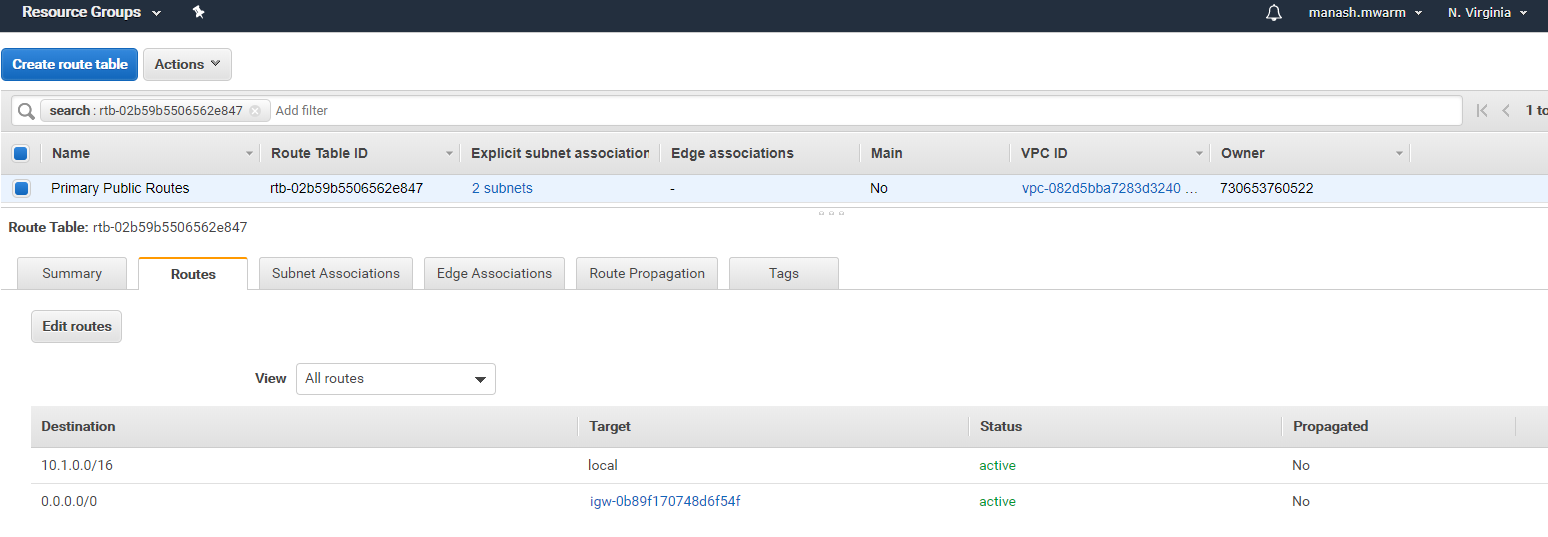 Resource Groups manash.mwarm N. Virginia
Create route table Actions
search : rtb-02b59b5506562e847 Add filter 1 to
Name Route Table ID Explicit subnet association Edge associations Main VPC ID Owner
Primary Public Routes rtb-02b59b5506562e847 2 subnets - No vpc-082d5bba7283d3240 ... 730653760522
Route Table: rtb-02b59b5506562e847
Summary Routes Subnet Associations Edge Associations Route Propagation Tags
Edit routes
View All routes
Destination Target Status Propagated
10.1.0.0/16 local active No
0.0.0.0/0 igw-0b89f170748d6f54f active No